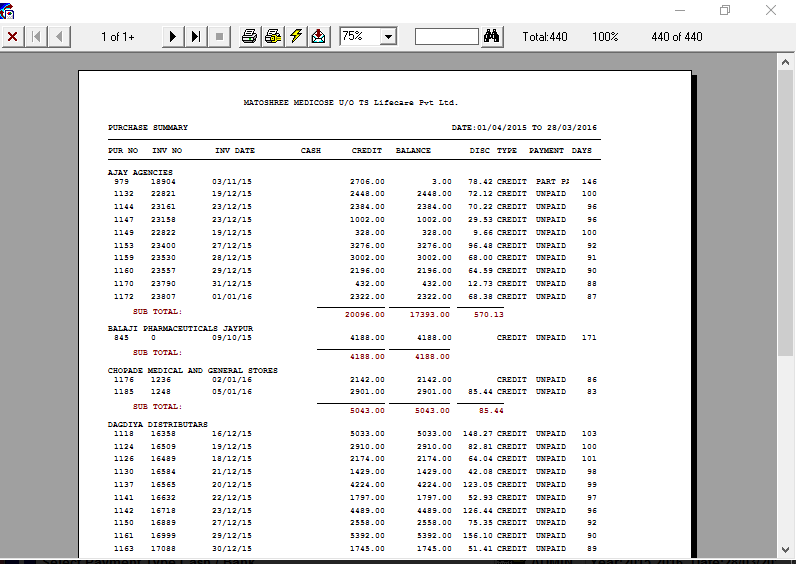 1 of 1+ 75% Total:440 100% 440 of 440
MATOSHREE MEDICOSE U/O TS Lifecare Pvt Ltd.
PURCHASE SUMMARY DATE:01/04/2015 TO 28/03/2016
PUR NO INV NO INV DATE CASH CREDIT BALANCE DISC TYPE PAYMENT DAYS
AJAY AGENCIES
979 18904 03/11/15 2706.00 3.00 78.42 CREDIT PART PA 146
1132 22821 19/12/15 2448.00 2448.00 72.12 CREDIT UNPAID 100
1144 23161 23/12/15 2384.00 2384.00 70.22 CREDIT UNPAID 96
1147 23158 23/12/15 1002.00 1002.00 29.53 CREDIT UNPAID 96
1149 22822 19/12/15 328.00 328.00 9.66 CREDIT UNPAID 100
1153 23400 27/12/15 3276.00 3276.00 96.48 CREDIT UNPAID 92
1159 23530 28/12/15 3002.00 3002.00 68.00 CREDIT UNPAID 91
1160 23557 29/12/15 2196.00 2196.00 64.59 CREDIT UNPAID 90
1170 23790 31/12/15 432.00 432.00 12.73 CREDIT UNPAID 88
1172 23807 01/01/16 2322.00 2322.00 68.38 CREDIT UNPAID 87
SUB TOTAL: 20096.00 17393.00 570.13
BALAJI PHARMACEUTICALS JAYPUR
845 0 09/10/15 4188.00 4188.00 CREDIT UNPAID 171
SUB TOTAL: 4188.00 4188.00
CHOPADE MEDICAL AND GENERAL STORES
1176 1236 02/01/16 2142.00 2142.00 CREDIT UNPAID 86
1185 1248 05/01/16 2901.00 2901.00 85.44 CREDIT UNPAID 83
SUB TOTAL: 5043.00 5043.00 85.44
DAGDIYA DISTRIBUTARS
1118 16358 16/12/15 5033.00 5033.00 148.27 CREDIT UNPAID 103
1124 16509 19/12/15 2910.00 2910.00 82.81 CREDIT UNPAID 100
1126 16489 18/12/15 2174.00 2174.00 64.04 CREDIT UNPAID 101
1130 16584 21/12/15 1429.00 1429.00 42.08 CREDIT UNPAID 98
1137 16565 20/12/15 4224.00 4224.00 123.05 CREDIT UNPAID 99
1141 16632 22/12/15 1797.00 1797.00 52.93 CREDIT UNPAID 97
1142 16718 23/12/15 4489.00 4489.00 126.44 CREDIT UNPAID 96
1150 16889 27/12/15 2558.00 2558.00 75.35 CREDIT UNPAID 92
1161 16999 29/12/15 5392.00 5392.00 156.10 CREDIT UNPAID 90
1163 17088 30/12/15 1745.00 1745.00 51.41 CREDIT UNPAID 89